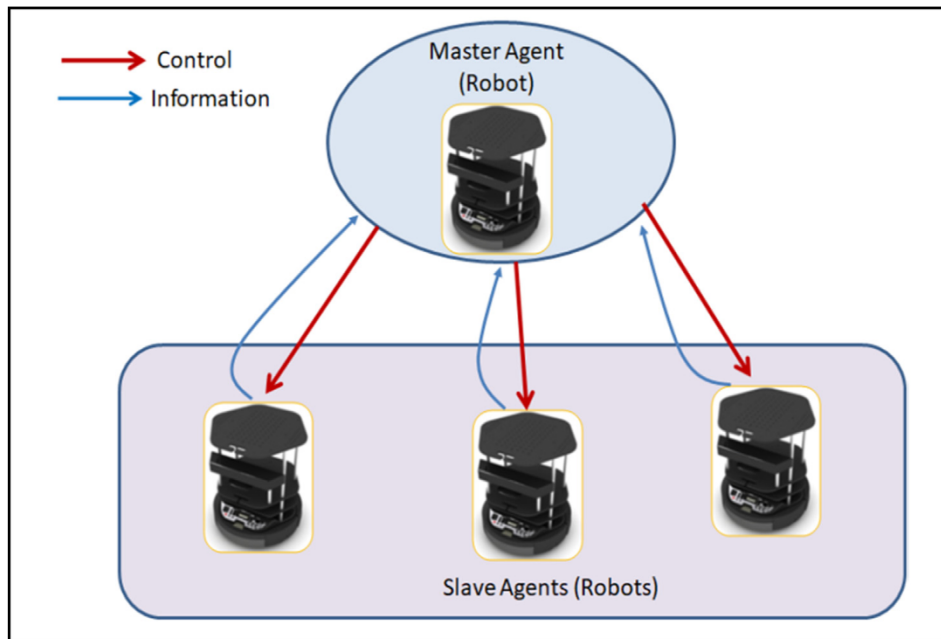 Control
Information
Master Agent
(Robot)
Slave Agents (Robots)